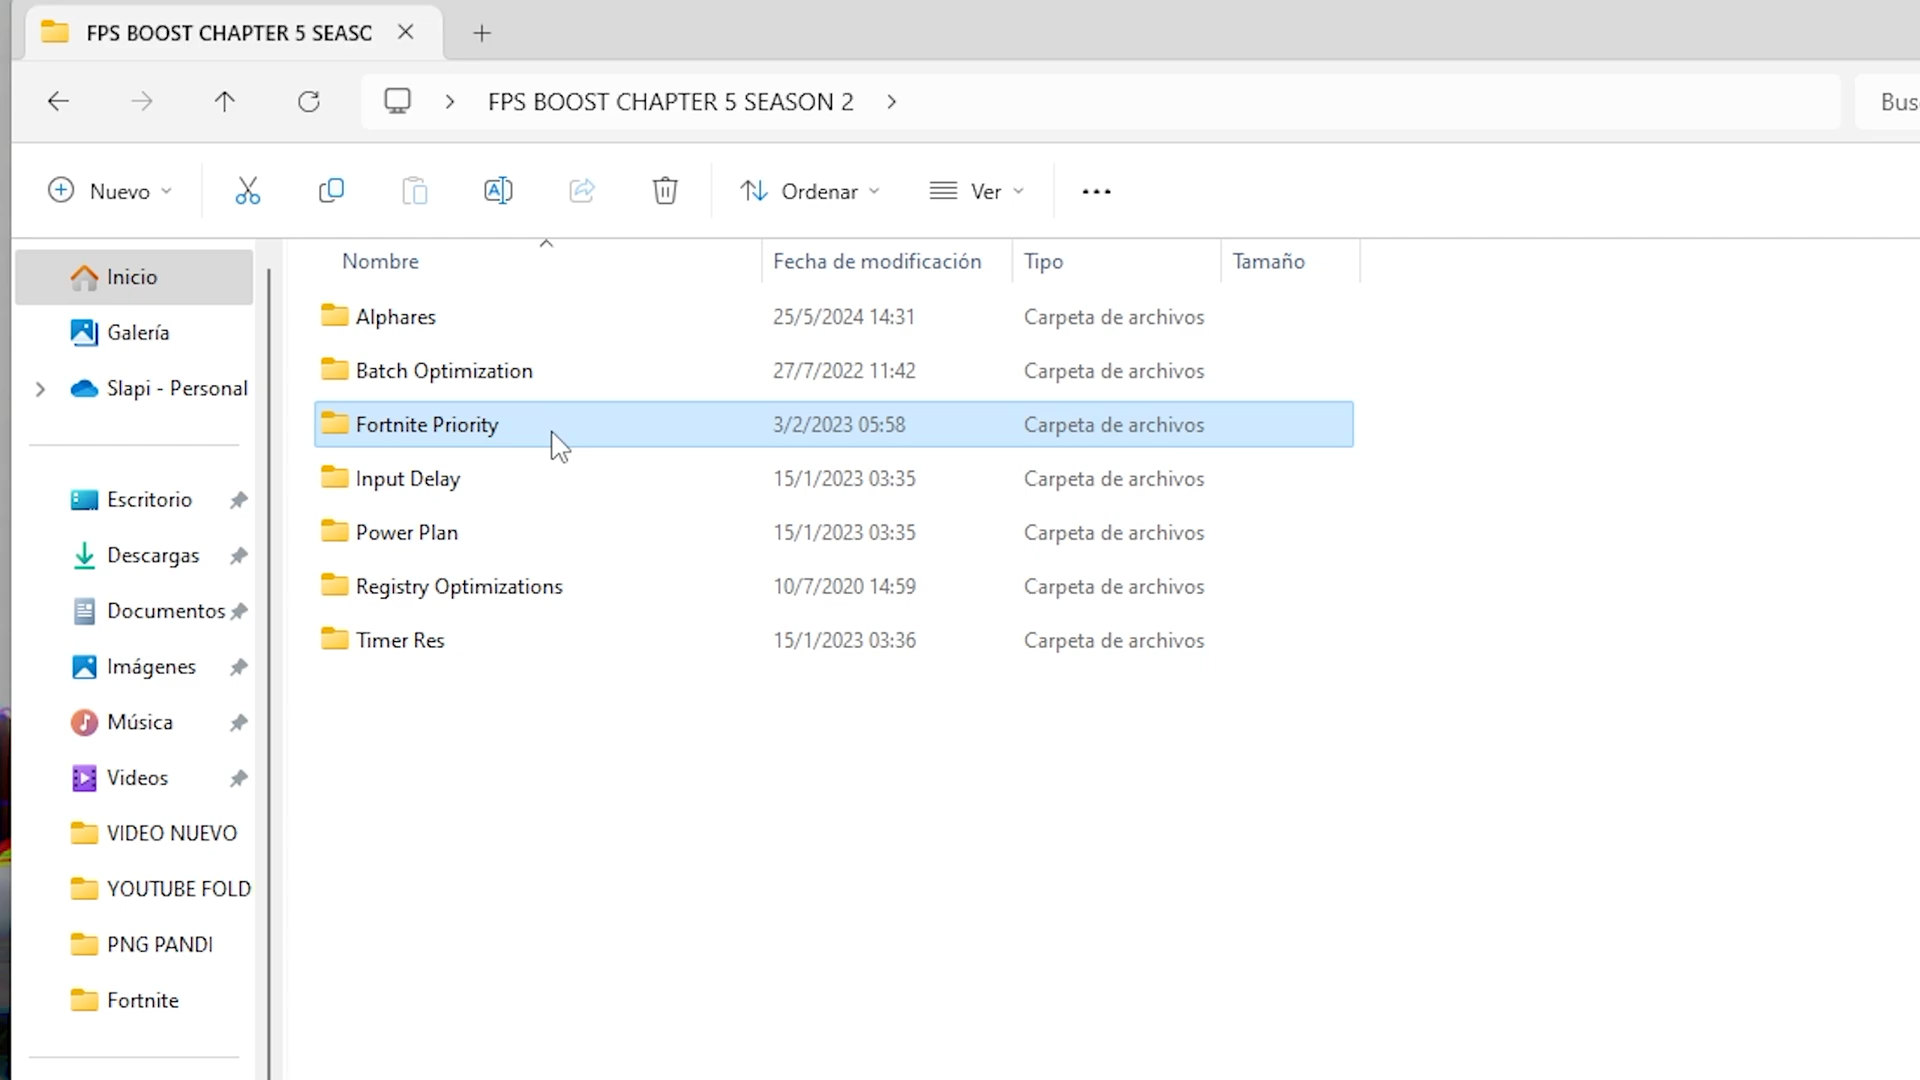 FPS BOOST CHAPTER 5 SEASC
FPS BOOST CHAPTER 5 SEASON 2
Bus
Nuevo
Ordenar
Ver
Nombre Fecha de modificación Tipo Tamaño
Inicio
Galería
Slapi - Personal
Escritorio
Descargas
Documentos
Imágenes
Música
Videos
VIDEO NUEVO
YOUTUBE FOLD
PNG PANDI
Fortnite
Alphares 25/5/2024 14:31 Carpeta de archivos
Batch Optimization 27/7/2022 11:42 Carpeta de archivos
Fortnite Priority 3/2/2023 05:58 Carpeta de archivos
Input Delay 15/1/2023 03:35 Carpeta de archivos
Power Plan 15/1/2023 03:35 Carpeta de archivos
Registry Optimizations 10/7/2020 14:59 Carpeta de archivos
Timer Res 15/1/2023 03:36 Carpeta de archivos